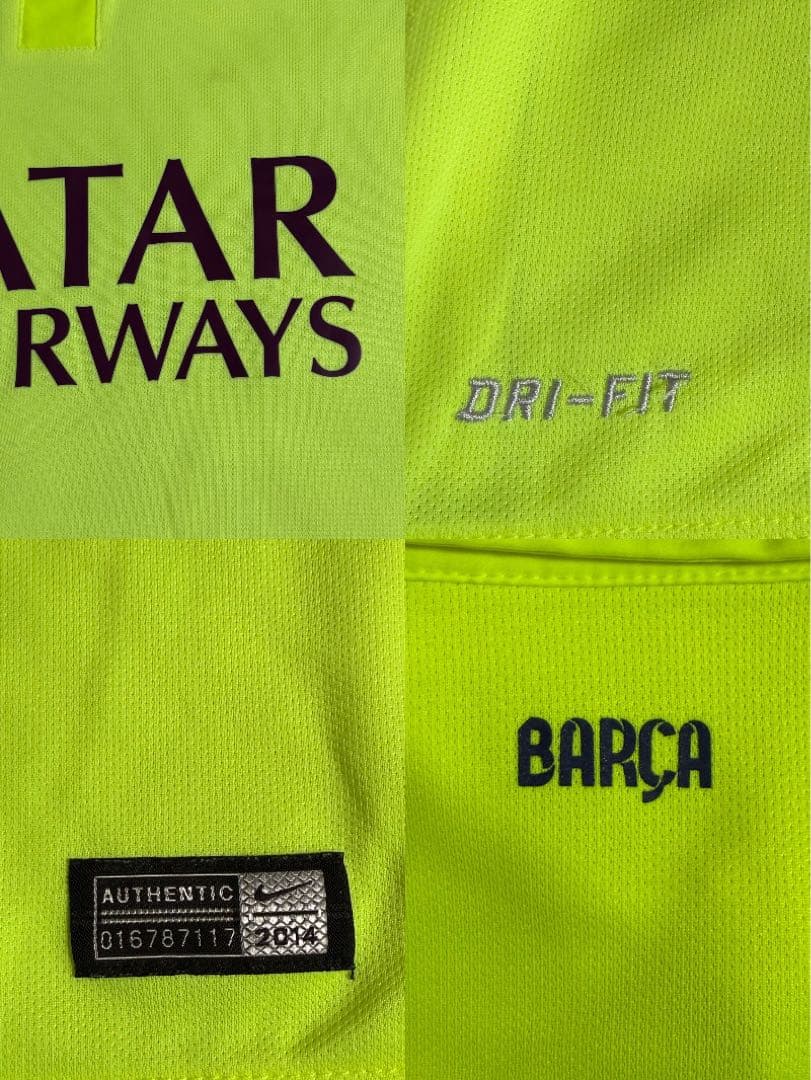 ATAR
RWAYS
DRI-FIT
AUTHENTIC
016787117 2014
BARÇA